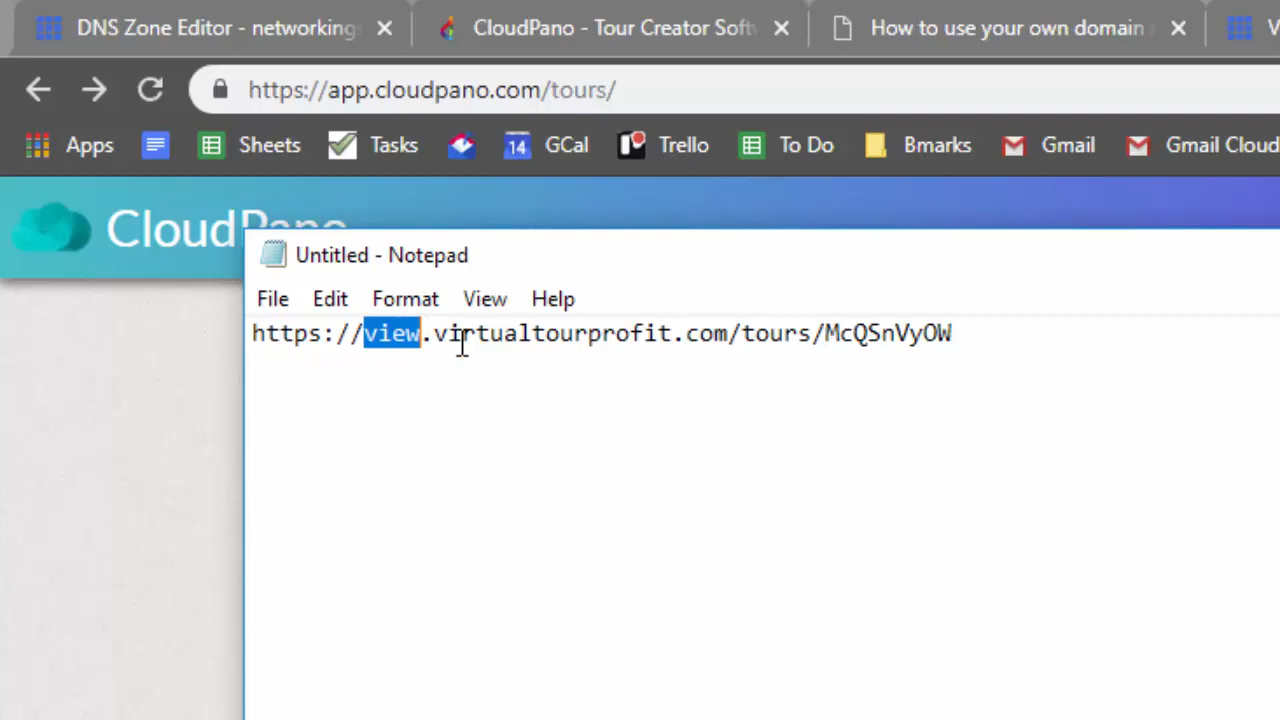 DNS Zone Editor - networkings
CloudPano - Tour Creator Softw
How to use your own domain
V
https://app.cloudpano.com/tours/
Apps
Sheets
Tasks
14
GCal
Trello
To Do
Bmarks
Gmail
Gmail Cloud
CloudPano
Untitled - Notepad
File Edit Format View Help
https://view.virtualtourprofit.com/tours/McQSnVyOW